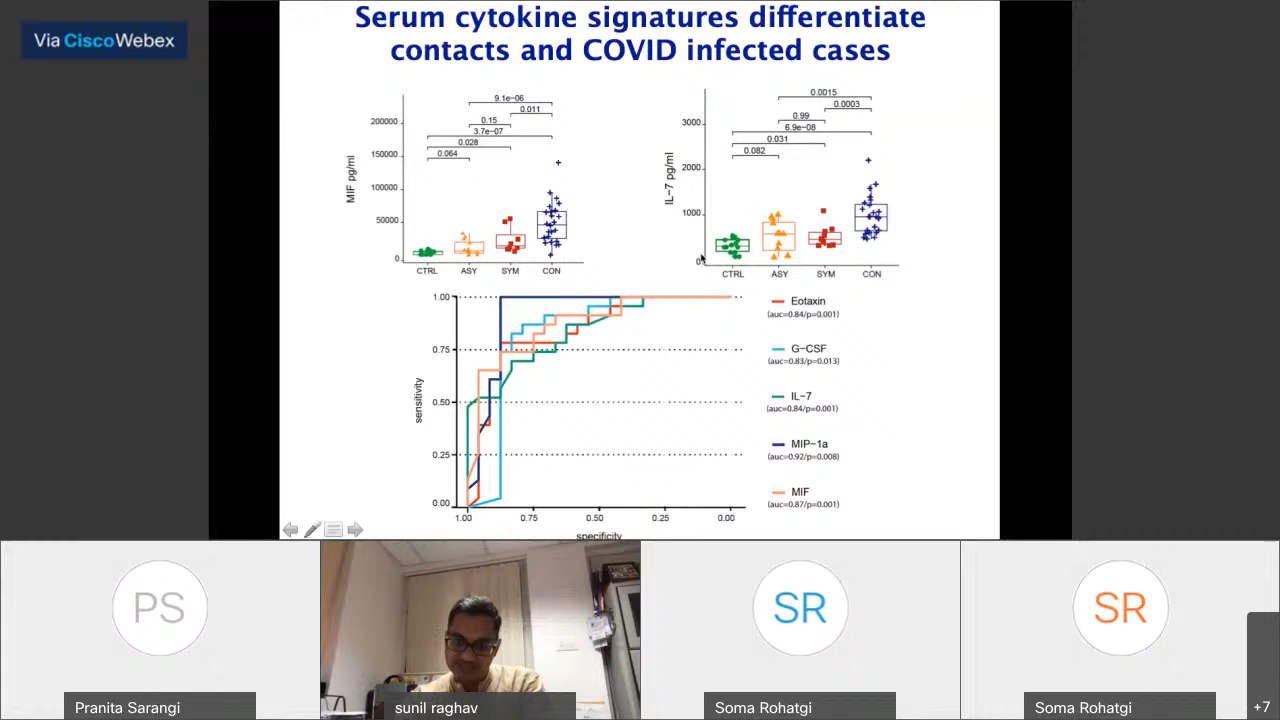 Via Cisco Webex
Serum cytokine signatures differentiate
contacts and COVID infected cases
9.1e−06
0.011
0.15
3.7e−07
0.028
0.064
MIF pg/ml
200000
150000
100000
50000
0
CTRL ASY SYM CON
0.0015
0.0003
0.99
6.9e−08
0.031
0.082
IL−7 pg/ml
3000
2000
1000
0
CTRL ASY SYM CON
sensitivity
1.00
0.75
0.50
0.25
0.00
1.00 0.75 0.50 0.25 0.00
specificity
Eotaxin
(auc=0.84/p=0.001)
G−CSF
(auc=0.83/p=0.013)
IL−7
(auc=0.84/p=0.001)
MIP−1a
(auc=0.92/p=0.008)
MIF
(auc=0.87/p=0.001)
PS
SR
SR
Pranita Sarangi
sunil raghav
Soma Rohatgi
Soma Rohatgi
+7